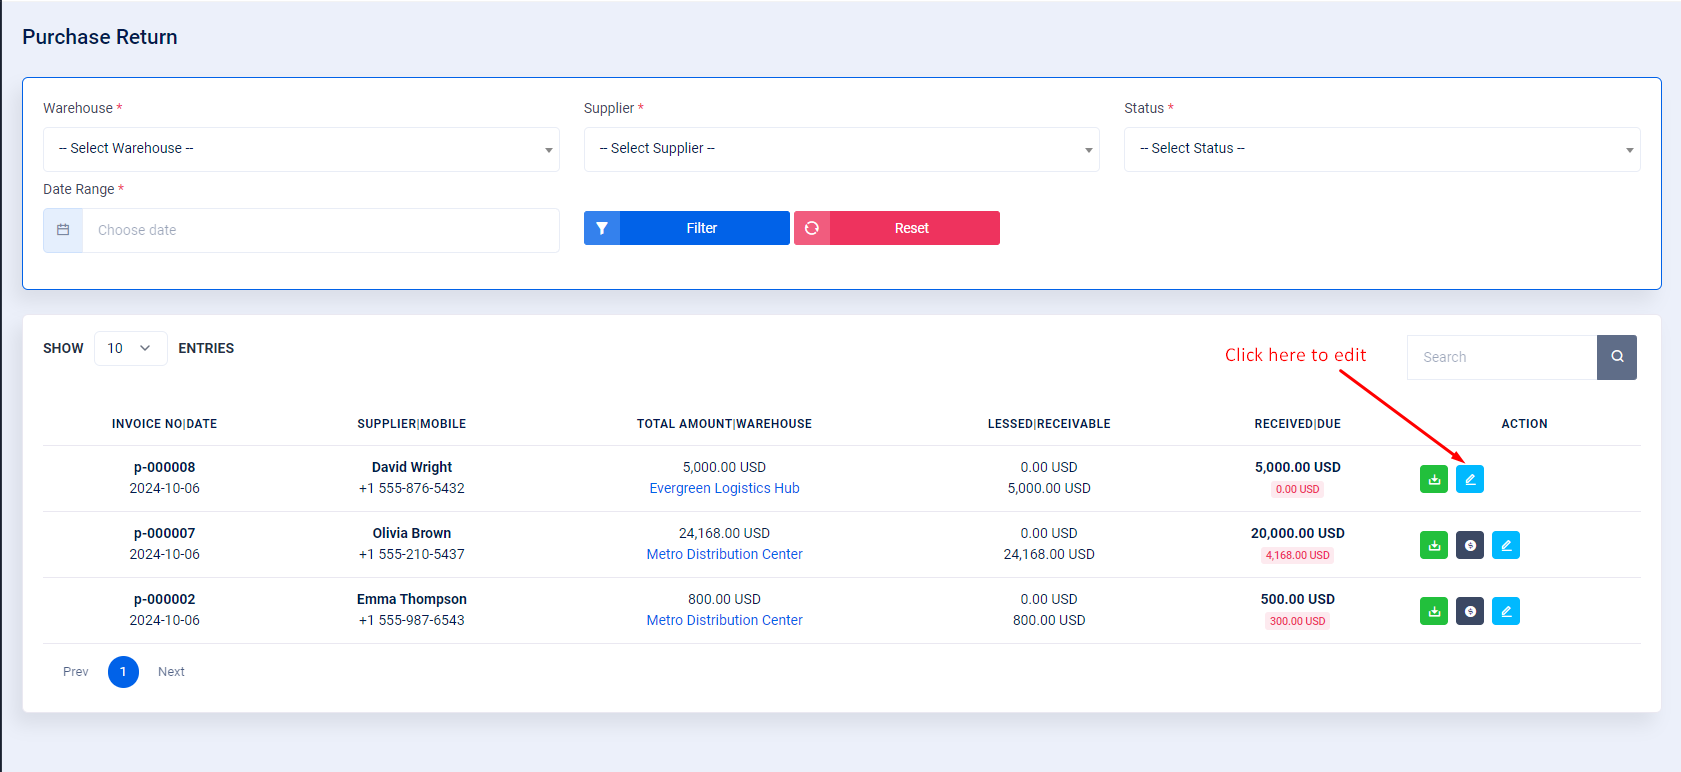 Purchase Return
Warehouse * Supplier * Status *
-- Select Warehouse -- -- Select Supplier -- -- Select Status --
Date Range *
Choose date Filter Reset
SHOW 10 ENTRIES Click here to edit Search
INVOICE NO|DATE SUPPLIER|MOBILE TOTAL AMOUNT|WAREHOUSE LESSED|RECEIVABLE RECEIVED|DUE ACTION
p-000008 David Wright 5,000.00 USD 0.00 USD 5,000.00 USD
2024-10-06 +1 555-876-5432 Evergreen Logistics Hub 5,000.00 USD 0.00 USD
p-000007 Olivia Brown 24,168.00 USD 0.00 USD 20,000.00 USD
2024-10-06 +1 555-210-5437 Metro Distribution Center 24,168.00 USD 4,168.00 USD
p-000002 Emma Thompson 800.00 USD 0.00 USD 500.00 USD
2024-10-06 +1 555-987-6543 Metro Distribution Center 800.00 USD 300.00 USD
Prev 1 Next